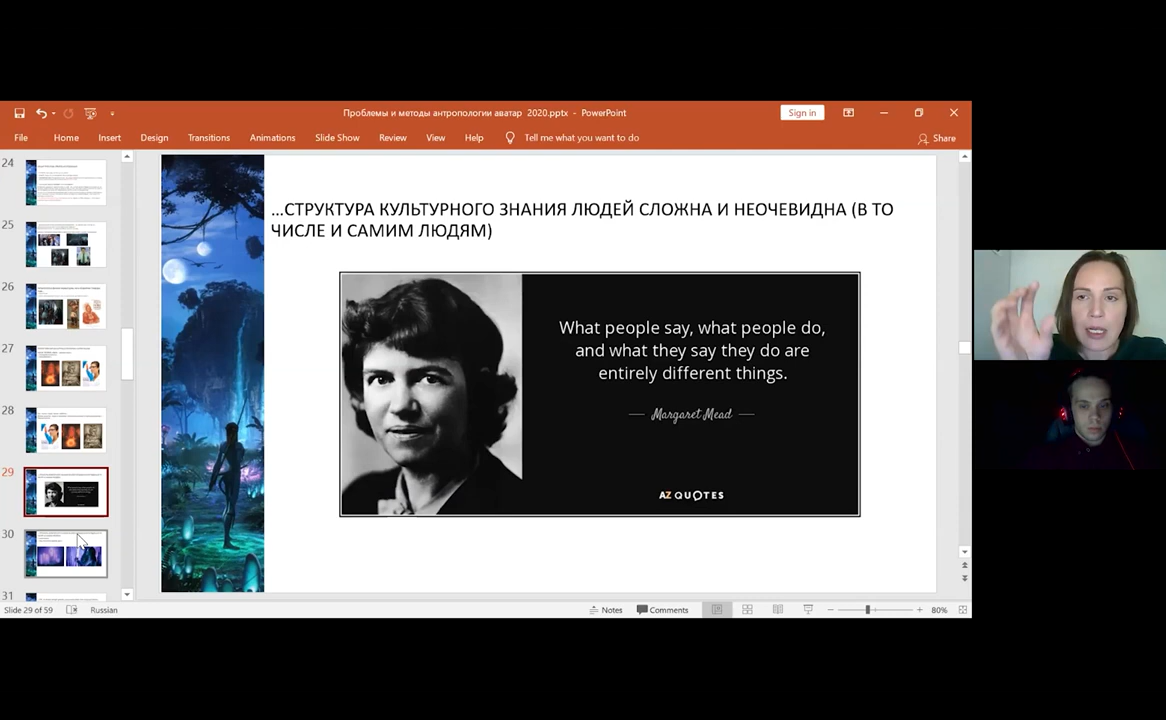 Проблемы и методы антропологии аватар 2020.pptx - PowerPoint
Sign in
File Home Insert Design Transitions Animations Slide Show Review View Help Tell me what you want to do
Share
24
25
26
27
28
29
30
31
...СТРУКТУРА КУЛЬТУРНОГО ЗНАНИЯ ЛЮДЕЙ СЛОЖНА И НЕОЧЕВИДНА (В ТО
ЧИСЛЕ И САМИМ ЛЮДЯМ)
What people say, what people do,
and what they say they do are
entirely different things.
Margaret Mead
AZ QUOTES
Slide 29 of 59 Russian Notes Comments 80%